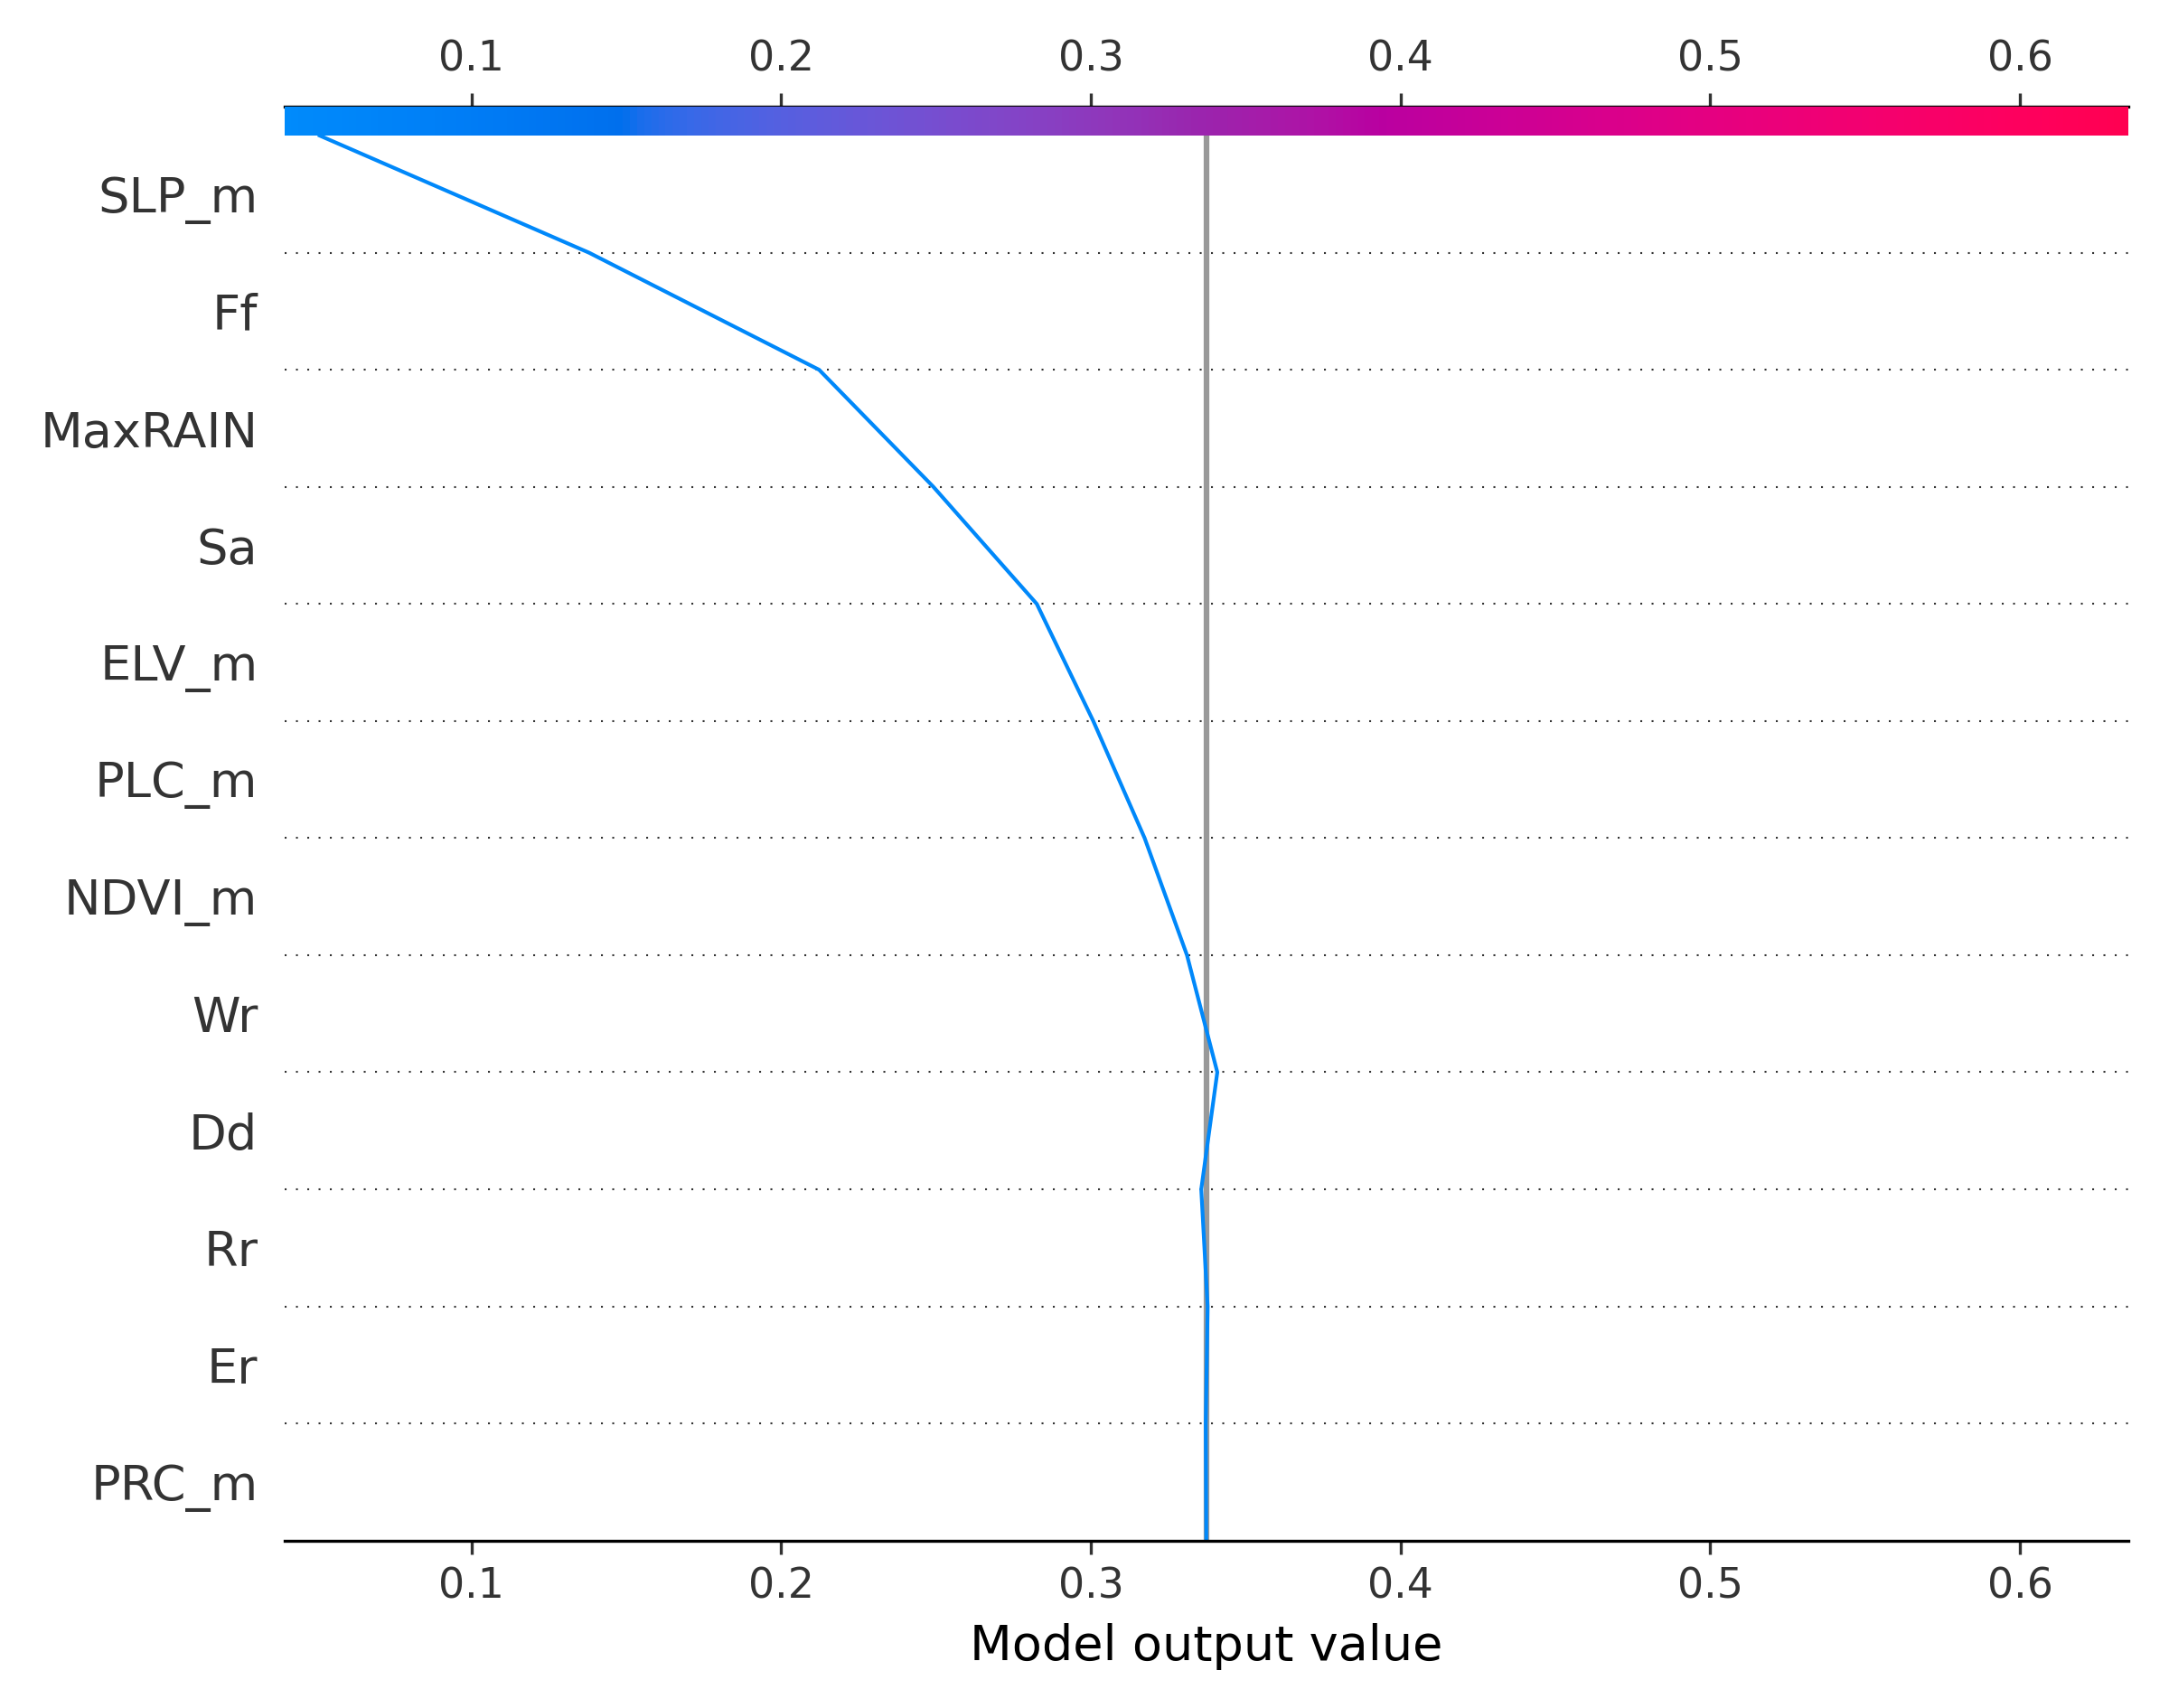 0.1 0.2 0.3 0.4 0.5 0.6
SLP_m
Ff
MaxRAIN
Sa
ELV_m
PLC_m
NDVI_m
Wr
Dd
Rr
Er
PRC_m
0.1 0.2 0.3 0.4 0.5 0.6
Model output value